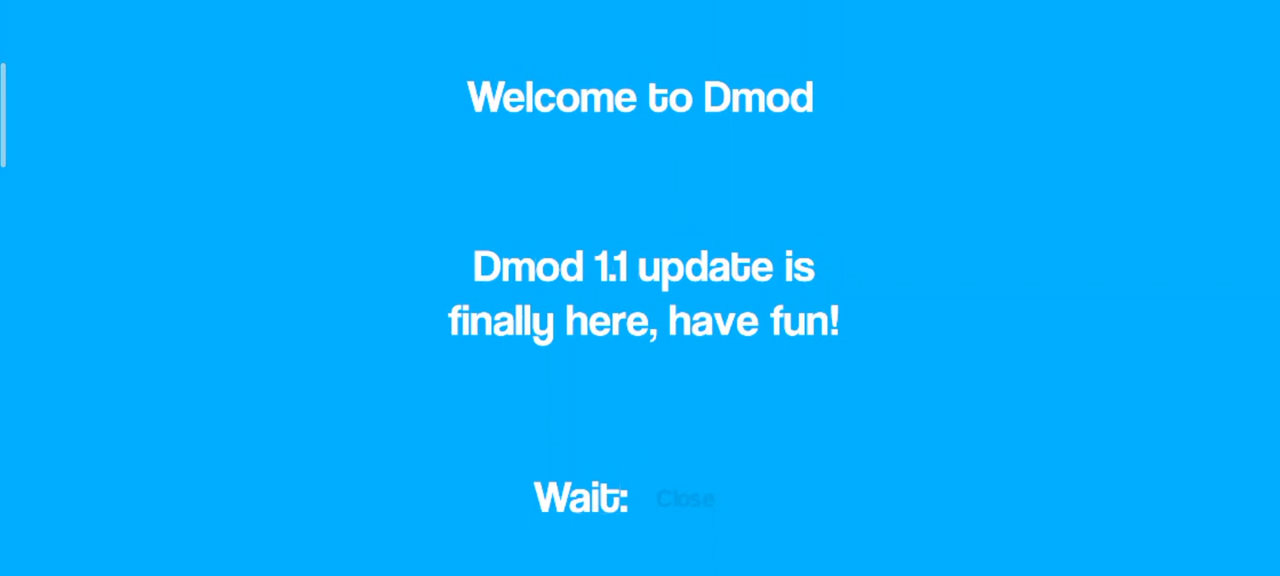 Welcome to Dmod
Dmod 1.1 update is
finally here, have fun!
Wait: Close